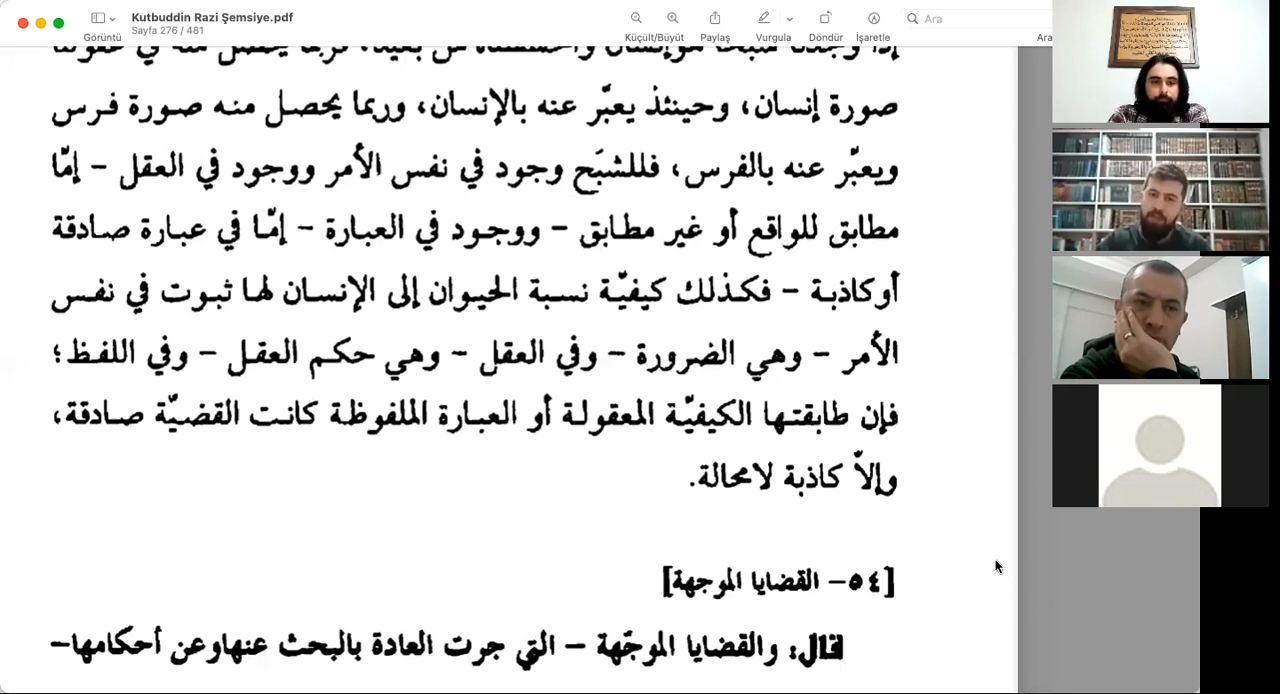 Kutbuddin Razi Şemsiye.pdf
Sayfa 276 / 481
Görüntü
Küçült/Büyüt
Paylaş
Vurgula
Döndür
İşaretle
Ara
Ara
صورة إنسان، وحينئذ يعبّر عنه بالإنسان، وربما يحصل منه صورة فرس
ويعبّر عنه بالفرس، فللشبَح وجود في نفس الأمر ووجود في العقل – إمّا
مطابق للواقع أو غير مطابق – ووجود في العبارة – إمّا في عبارة صادقة
أوكاذبة – فكذلك كيفيّة نسبة الحيوان إلى الإنسان لها ثبوت في نفس
الأمر – وهي الضرورة – وفي العقل – وهي حكم العقل – وفي اللفظ؛
فإن طابقتها الكيفيّة المعقولة أو العبارة الملفوظة كانت القضيّة صادقة،
وإلاّ كاذبة لامحالة.
[٥٤– القضايا الموجهة]
قال: والقضايا الموجّهة – التي جرت العادة بالبحث عنهاوعن أحكامها–